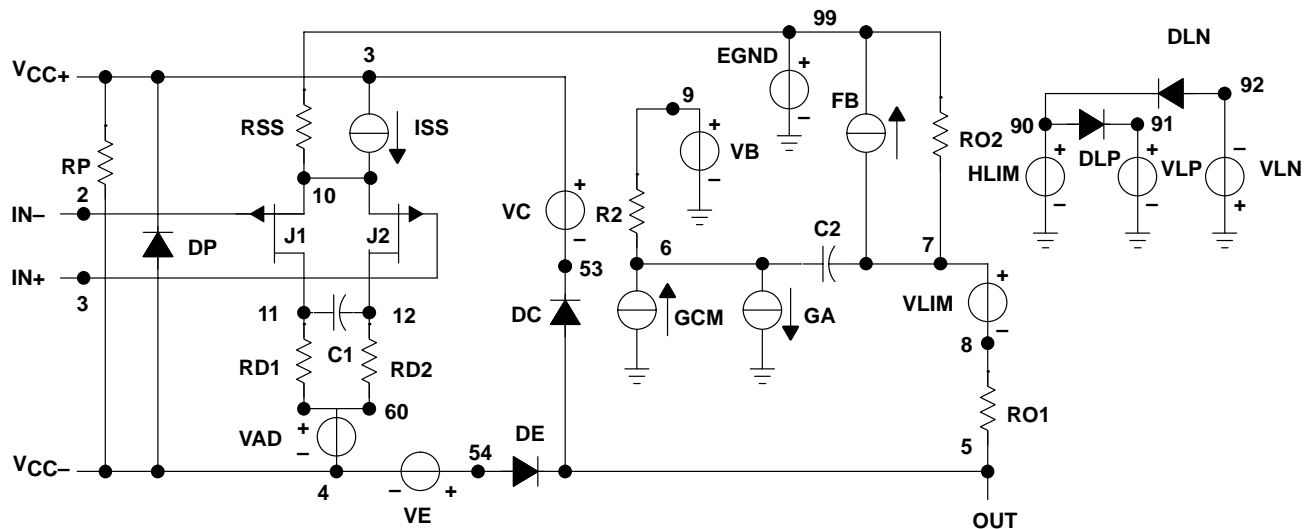 99
3
DLN
VCC+
EGND
+
92
9
FB
+
RSS
ISS
90
91
RO2
VB
DLP
RP
–
–
+
+
–
10
HLIM
VLP
VLN
2
+
–
–
+
IN–
VC
R2
C2
J1
J2
–
DP
6
7
IN+
53
+
3
VLIM
GCM
GA
–
11
12
DC
8
C1
RD1
RD2
RO1
60
+
VAD
DE
–
54
5
VCC–
4
–
+
VE
OUT